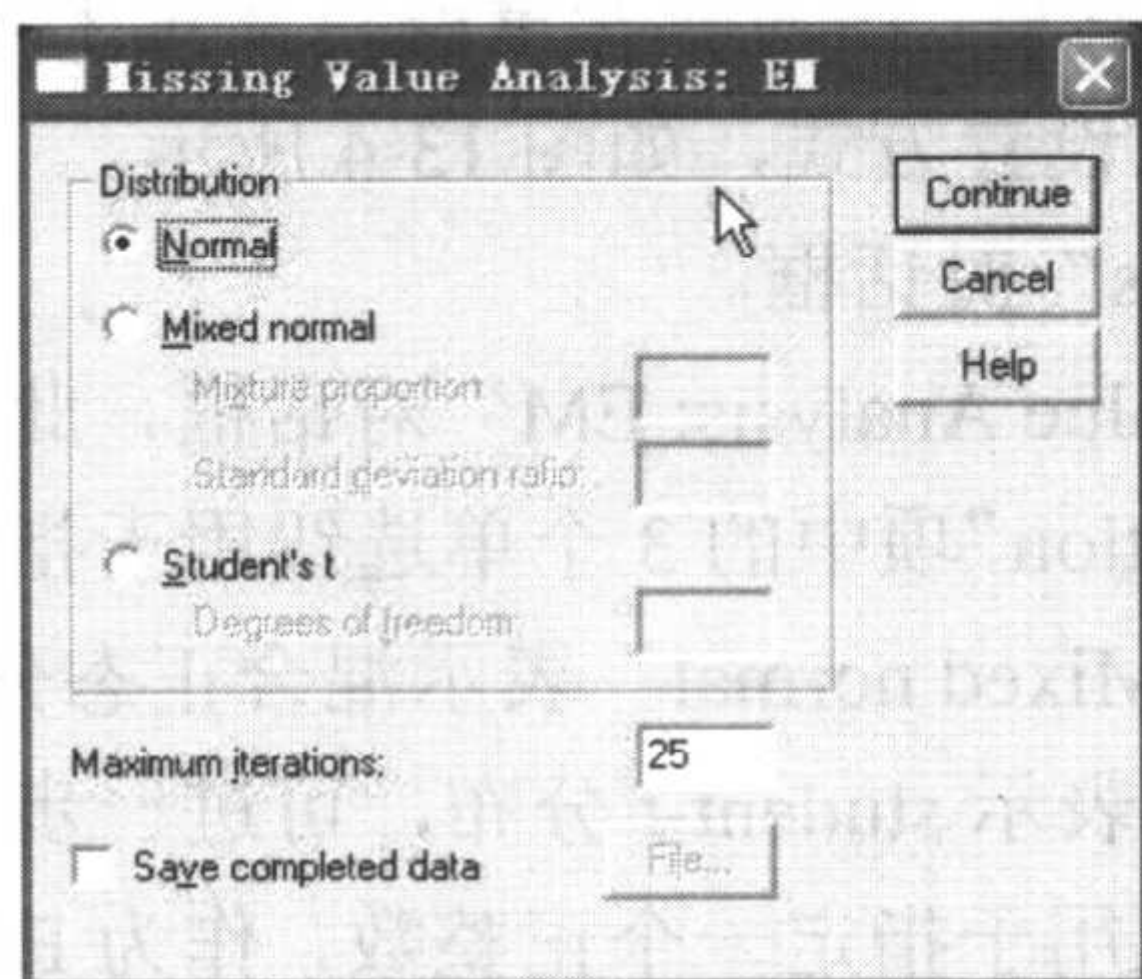 Missing Value Analysis: EM
Distribution
Normal
Mixed normal
Mixture proportion
Standard deviation ratio:
Student's t
Degrees of freedom:
Maximum iterations:
25
Save completed data
File...
Continue
Cancel
Help